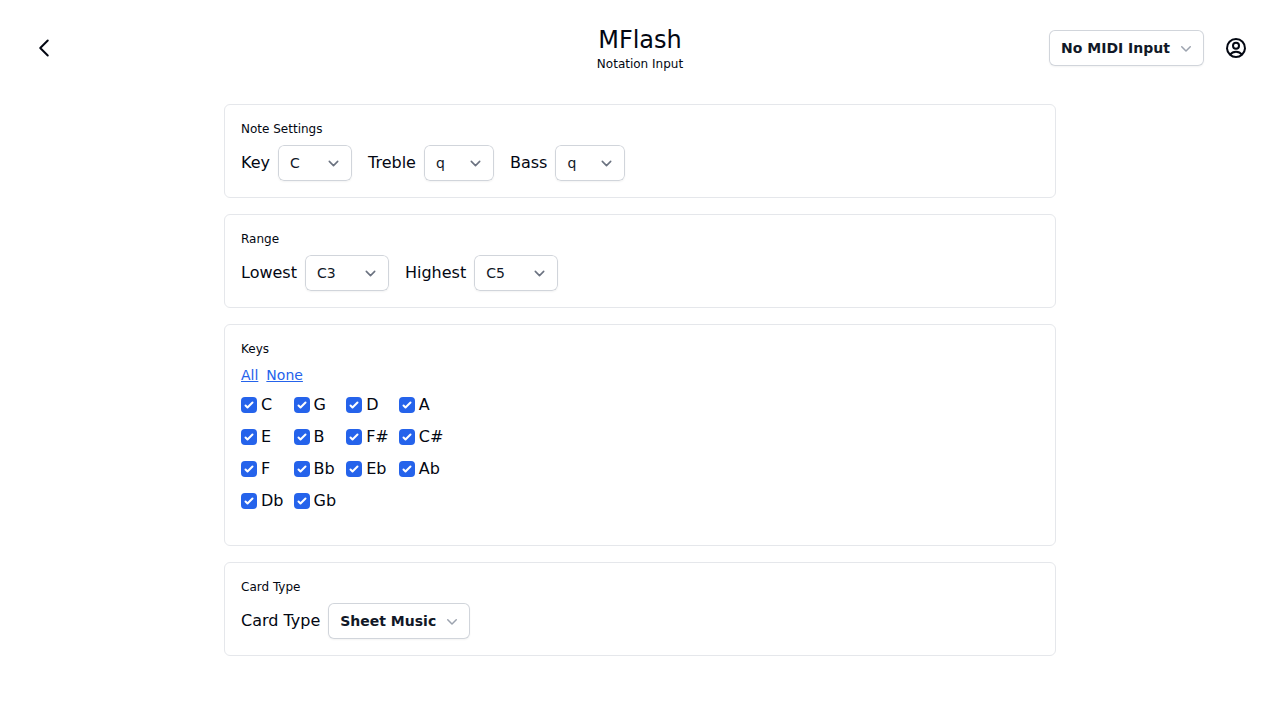 MFlash
Notation Input
No MIDI Input
Note Settings
Key C Treble q Bass q
Range
Lowest C3 Highest C5
Keys
All None
C G D A
E B F# C#
F Bb Eb Ab
Db Gb
Card Type
Card Type Sheet Music